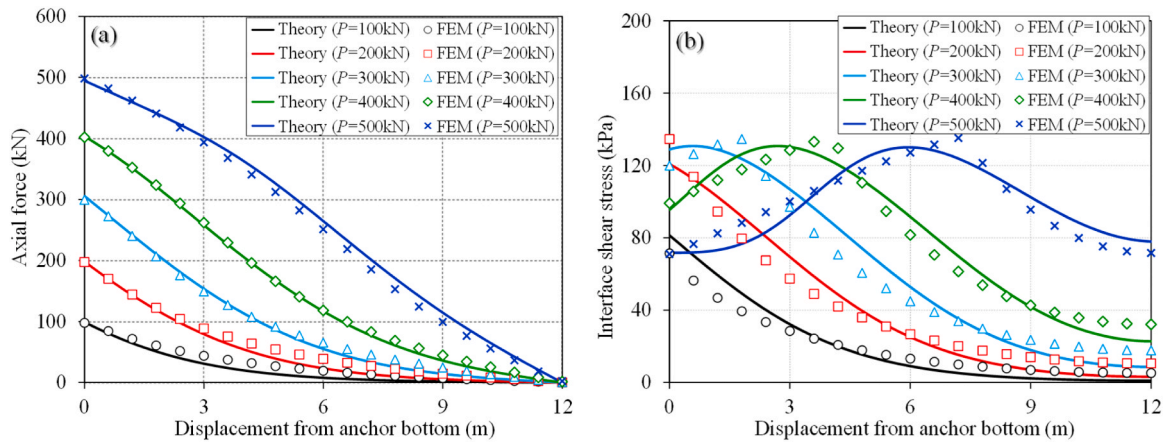 (a)
Theory (P=100kN) FEM (P=100kN)
Theory (P=200kN) FEM (P=200kN)
Theory (P=300kN) FEM (P=300kN)
Theory (P=400kN) FEM (P=400kN)
Theory (P=500kN) FEM (P=500kN)
600
500
400
300
200
100
0
Axial force (kN)
0 3 6 9 12
Displacement from anchor bottom (m)
(b)
Theory (P=100kN) FEM (P=100kN)
Theory (P=200kN) FEM (P=200kN)
Theory (P=300kN) FEM (P=300kN)
Theory (P=400kN) FEM (P=400kN)
Theory (P=500kN) FEM (P=500kN)
200
160
120
80
40
0
Interface shear stress (kPa)
0 3 6 9 12
Displacement from anchor bottom (m)